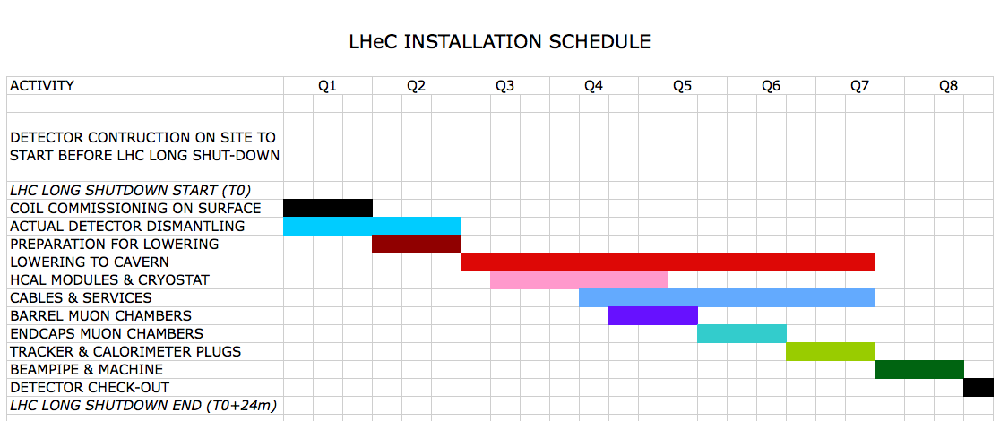 LHeC INSTALLATION SCHEDULE
ACTIVITY Q1 Q2 Q3 Q4 Q5 Q6 Q7 Q8
DETECTOR CONTRUCTION ON SITE TO
START BEFORE LHC LONG SHUT-DOWN
LHC LONG SHUTDOWN START (T0)
COIL COMMISSIONING ON SURFACE
ACTUAL DETECTOR DISMANTLING
PREPARATION FOR LOWERING
LOWERING TO CAVERN
HCAL MODULES & CRYOSTAT
CABLES & SERVICES
BARREL MUON CHAMBERS
ENDCAPS MUON CHAMBERS
TRACKER & CALORIMETER PLUGS
BEAMPIPE & MACHINE
DETECTOR CHECK-OUT
LHC LONG SHUTDOWN END (T0+24m)